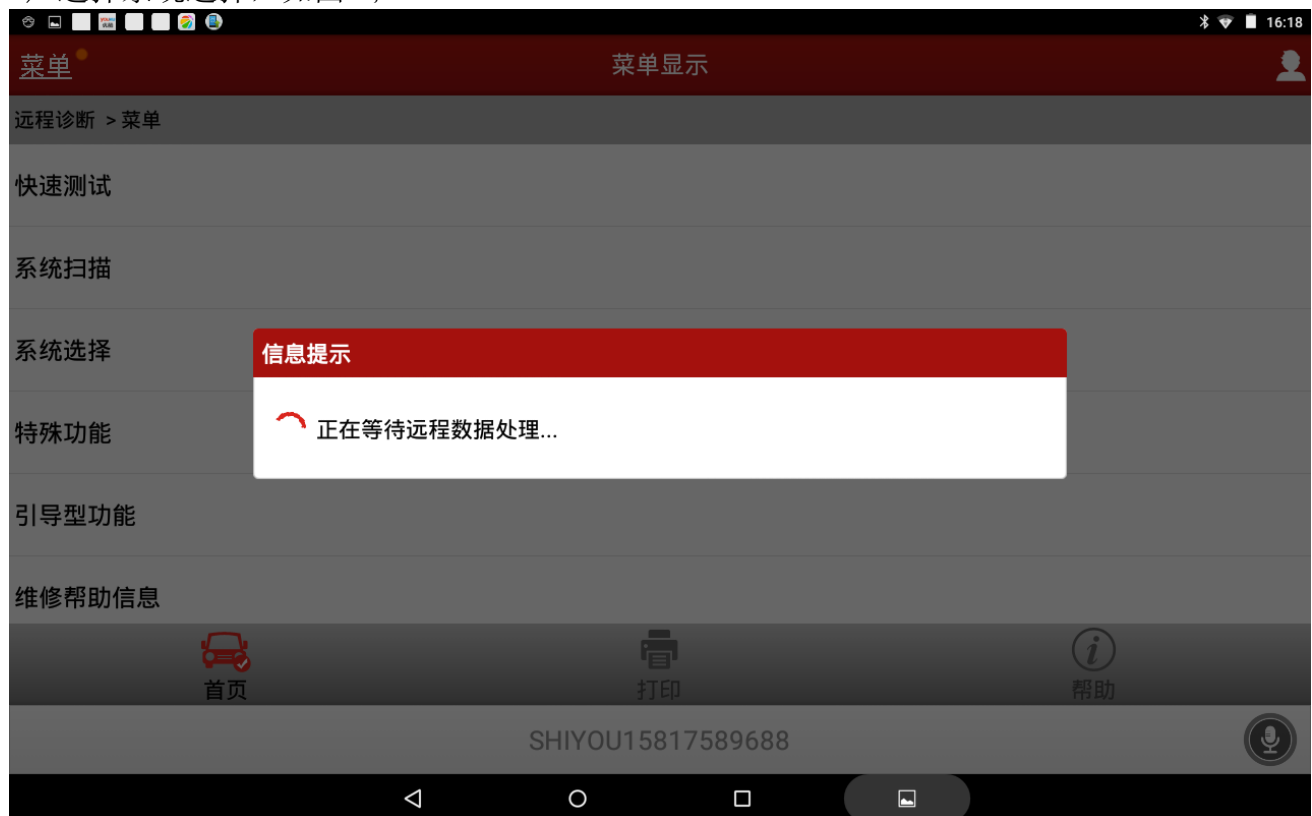 16:18
菜单
菜单显示
远程诊断 >菜单
快速测试
系统扫描
系统选择
信息提示
特殊功能
正在等待远程数据处理...
引导型功能
维修帮助信息
首页
打印
帮助
SHIYOU15817589688